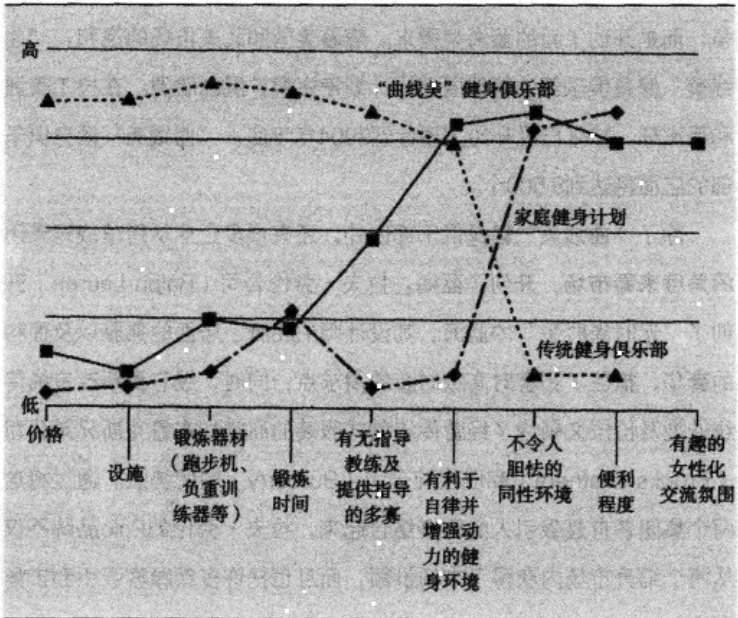 高
“曲线美”健身俱乐部
家庭健身计划
传统健身俱乐部
低
价格
设施
锻炼器材
（跑步机、
负重训
练器等）
锻炼
时间
有无指导
教练及
提供指导
的多寡
有利于
自律并
增强动
力的健
身环境
不令人
胆怯的
同性环境
便利
程度
有趣的
女性化
交流氛围